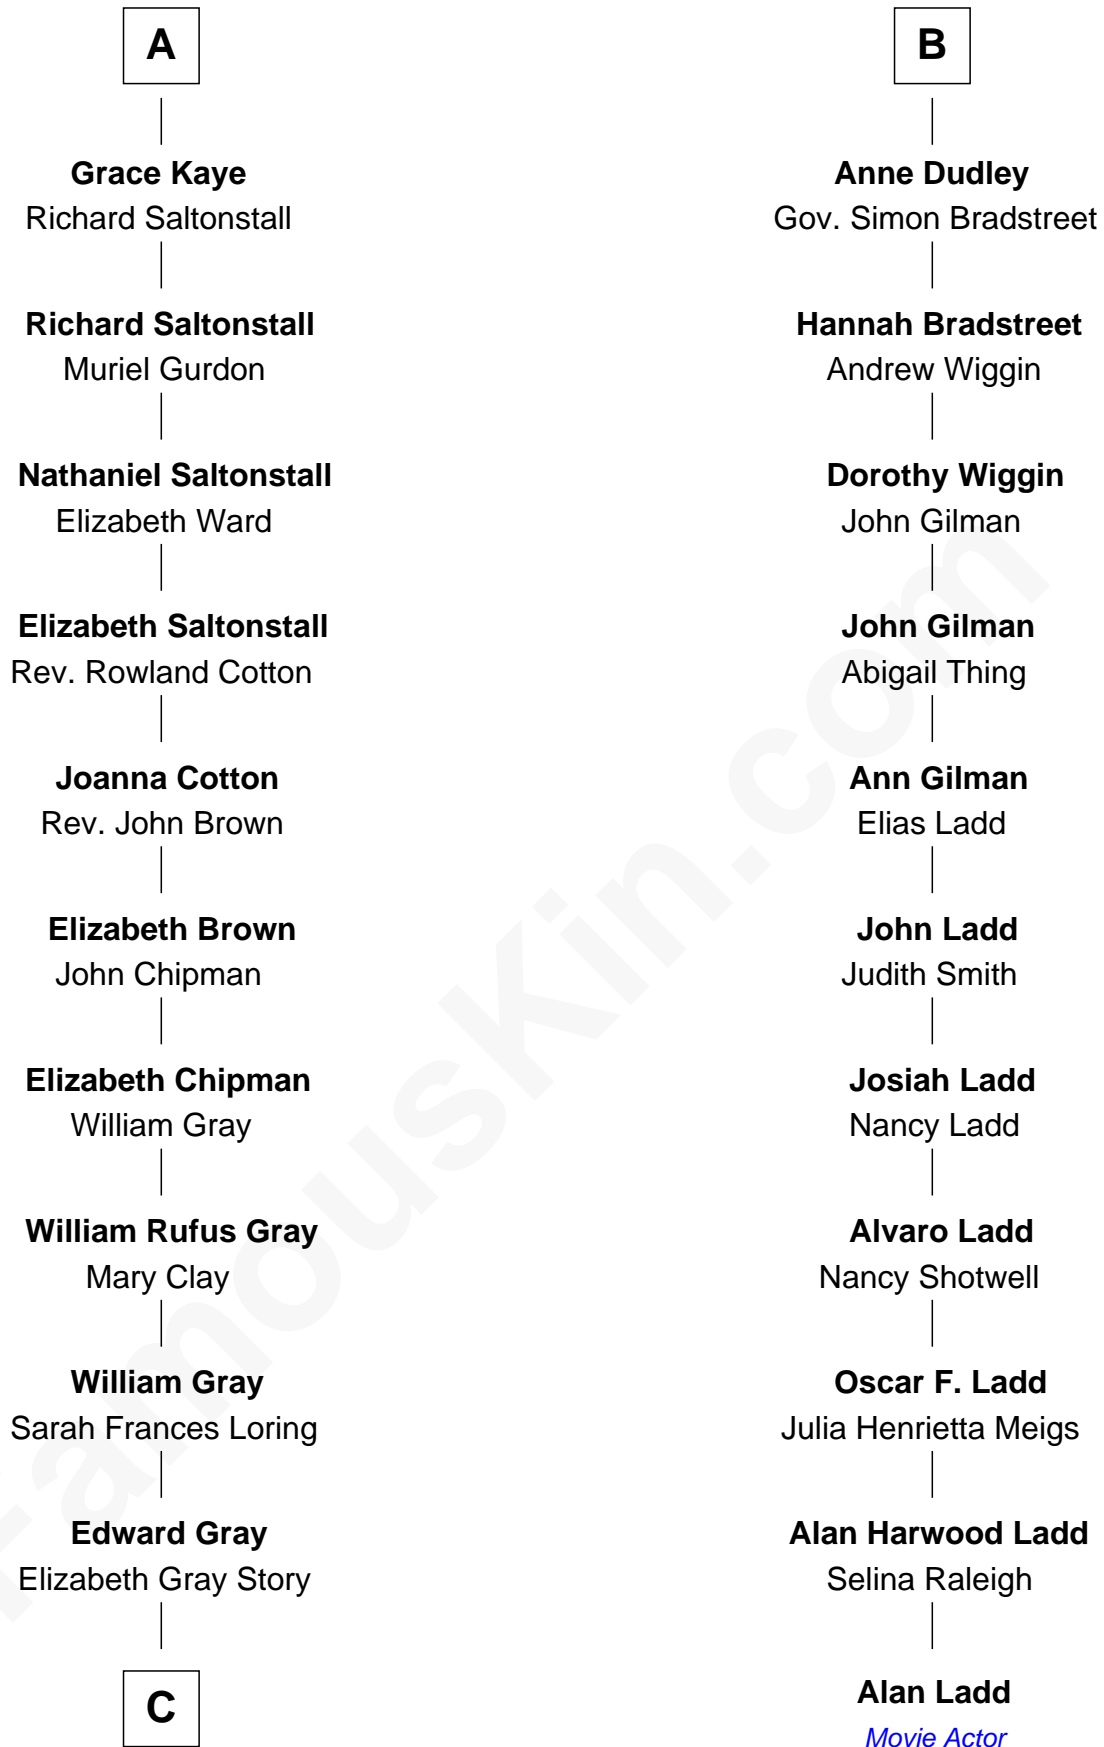 A
Grace Kaye
Richard Saltonstall
Richard Saltonstall
Muriel Gurdon
Nathaniel Saltonstall
Elizabeth Ward
Elizabeth Saltonstall
Rev. Rowland Cotton
Joanna Cotton
Rev. John Brown
Elizabeth Brown
John Chipman
Elizabeth Chipman
William Gray
William Rufus Gray
Mary Clay
William Gray
Sarah Frances Loring
Edward Gray
Elizabeth Gray Story
C
B
Anne Dudley
Gov. Simon Bradstreet
Hannah Bradstreet
Andrew Wiggin
Dorothy Wiggin
John Gilman
John Gilman
Abigail Thing
Ann Gilman
Elias Ladd
John Ladd
Judith Smith
Josiah Ladd
Nancy Ladd
Alvaro Ladd
Nancy Shotwell
Oscar F. Ladd
Julia Henrietta Meigs
Alan Harwood Ladd
Selina Raleigh
Alan Ladd
Movie Actor
FamousKin.com